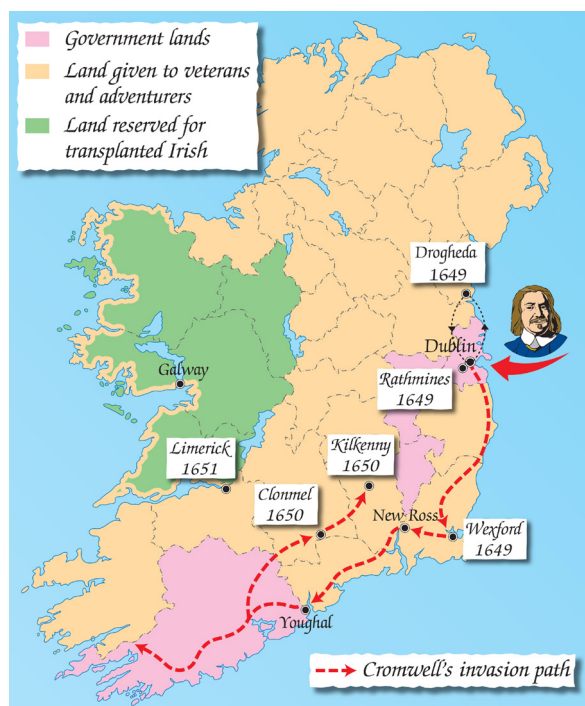 Government lands
Land given to veterans
and adventurers
Land reserved for
transplanted Irish
Drogheda
1649
Dublin
Rathmines
1649
Galway
Limerick
1651
Kilkenny
1650
Clonmel
1650
New Ross
Wexford
1649
Youghal
Cromwell's invasion path